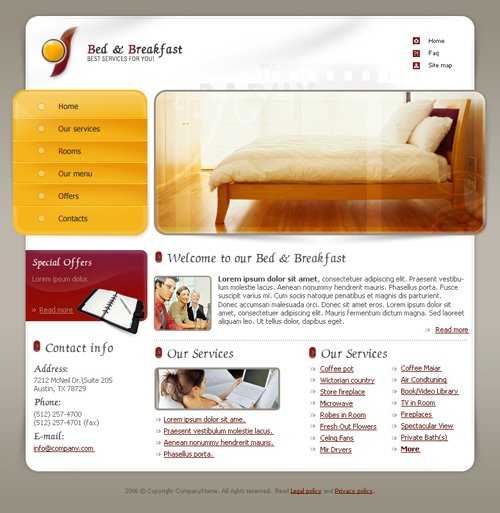 Bed & Breakfast
BEST SERVICES FOR YOU!
Home
Faq
Site map
Home
Our services
Rooms
Our menu
Offers
Contacts
Special Offers
Lorem ipsum dolor.
Read more
Welcome to our Bed & Breakfast
Lorem ipsum dolor sit amet, consectetuer adipiscing elit. Praesent vestibu-
lum molestie lacus. Aenean nonummy hendrerit mauris. Phasellus porta. Fusce
suscipit varius mi. Cum sociis natoque penatibus et magnis dis parturient.
Donec accumsan malesuada orci. Donec sit amet eros. Lorem ipsum dolor sit
amet, consectetuer adipiscing elit. Mauris fermentum dictum magna. Sed laoreet
aliquam leo. Ut tellus dolor, dapibus eget.
Read more
Contact info
Address:
7212 McNeil Dr.\Suite 205
Austin, TX 78729
Phone:
(512) 257-4700
(512) 257-4701 (fax)
E-mail:
info@company.com
Our Services
Lorem ipsum dolor sit ame.
Praesent vestibulum molestie lacus.
Aenean nonummy hendrerit mauris.
Phasellus porta.
Our Services
Coffee pot
Wictorian country
Store fireplace
Microwave
Robes in Room
Fresh Out Flowers
Celng Fans
Mir Dryers
Coffee Maiar
Air Condtuning
Book/Video Library
TV in Room
Fireplaces
Spectacular View
Private Bath(s)
More
2006 © Copyright CompanyName. All rights reserved. Read Legal policy and Privacy policy.